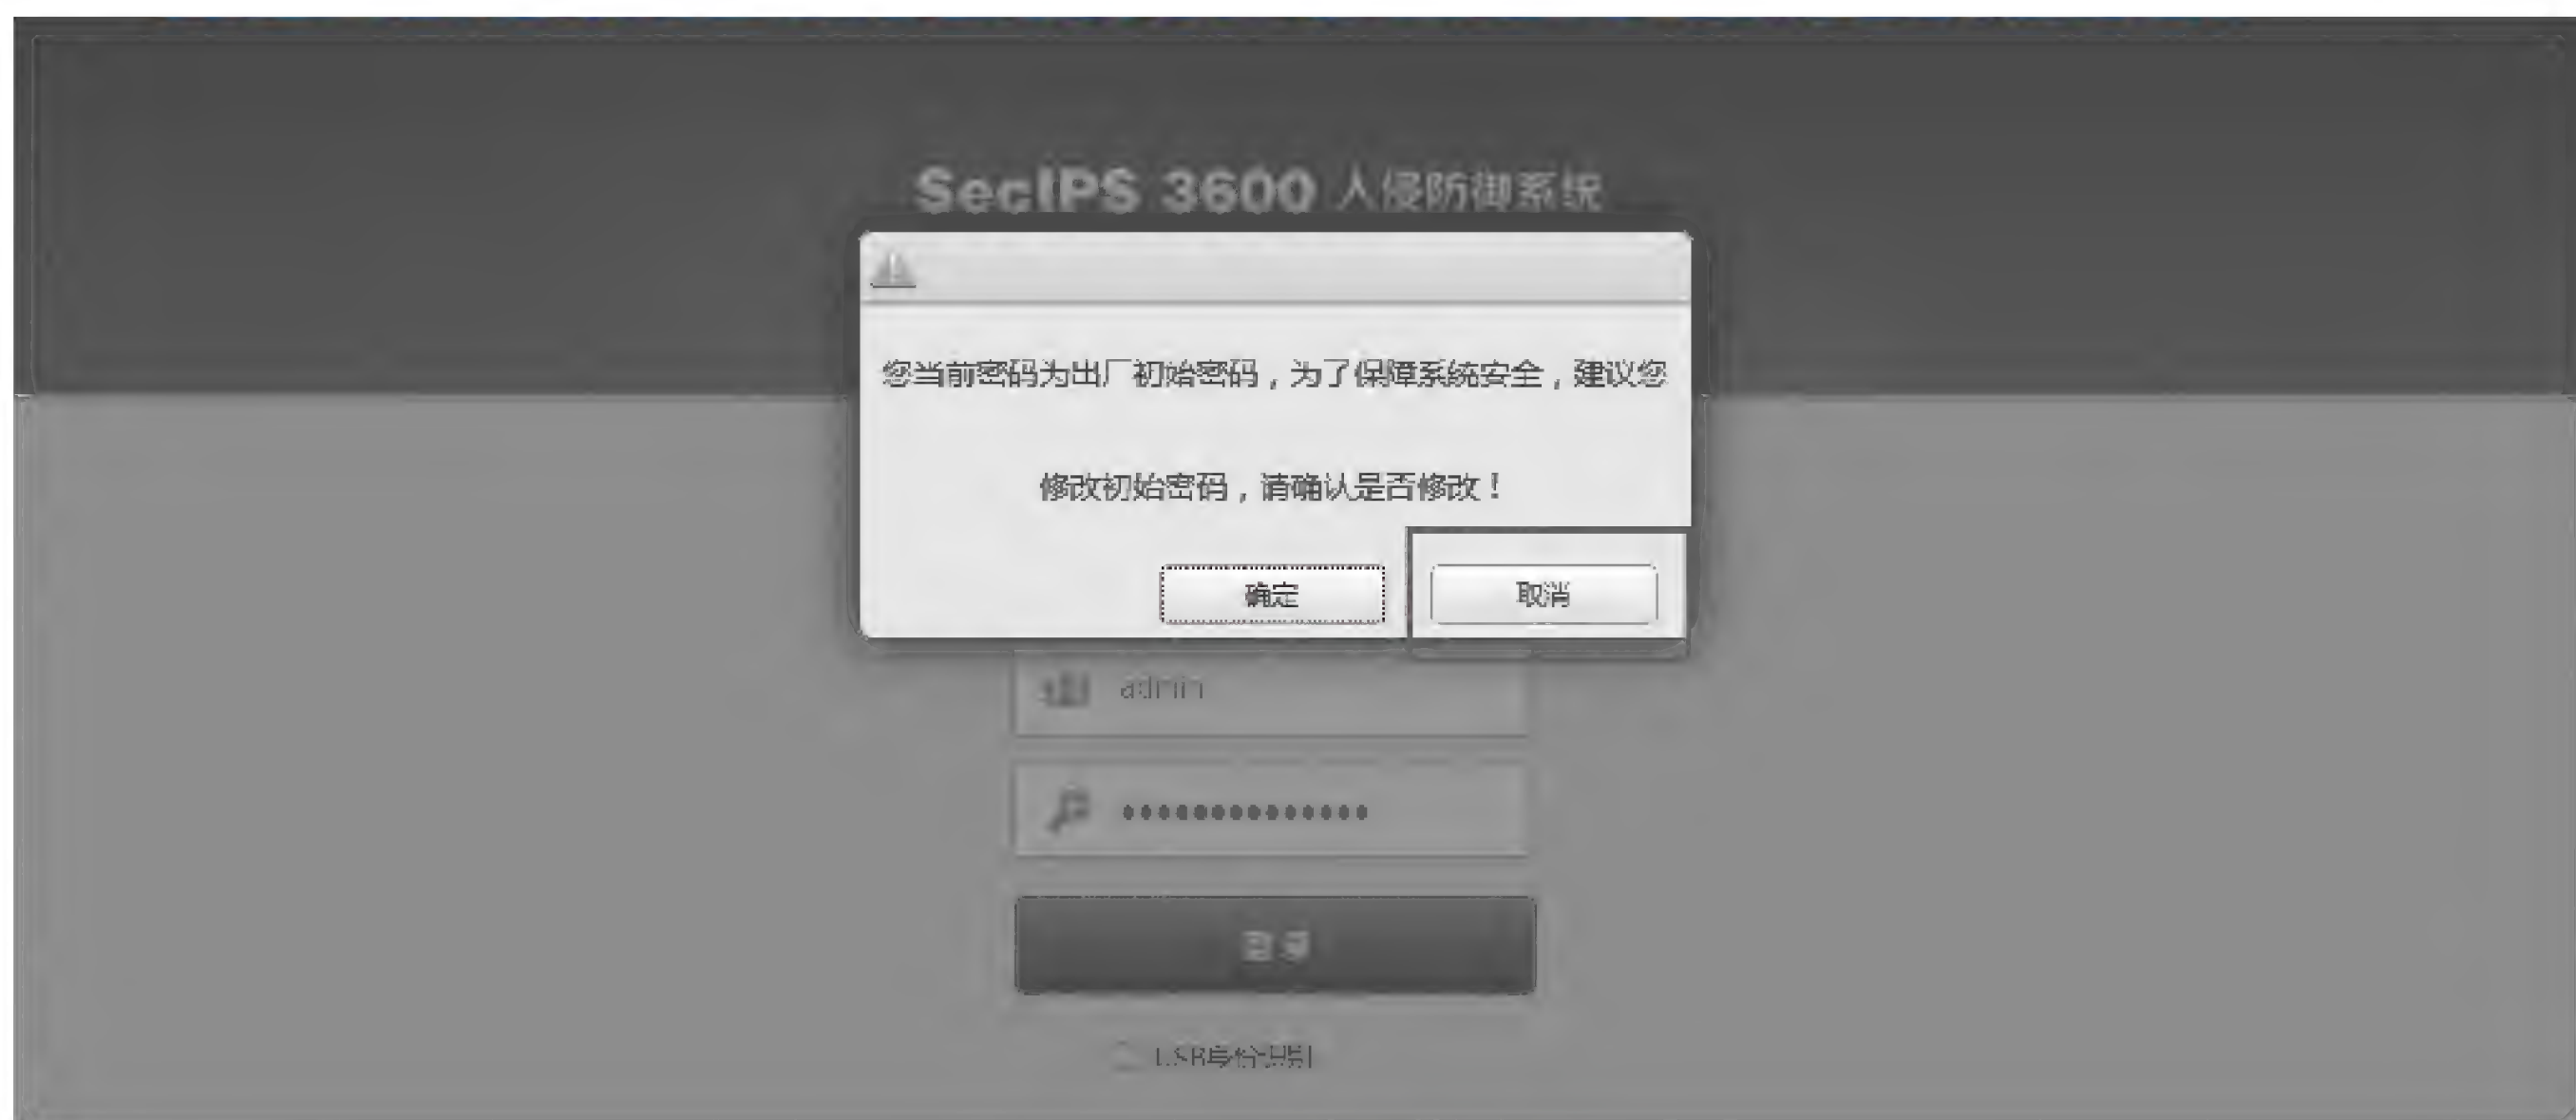 SecIPS 3600 入侵防御系统
您当前密码为出厂初始密码，为了保障系统安全，建议您
修改初始密码，请确认是否修改！
确定 取消
admin
••••••••••••••
登录
USB身份识别